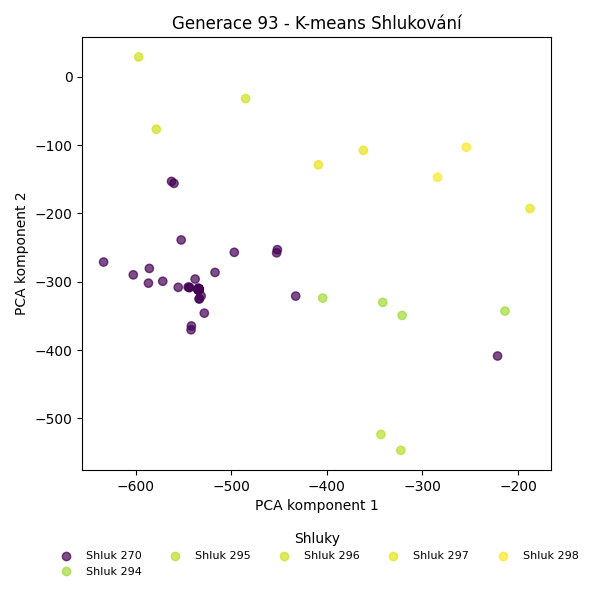 Generace 93 - K-means Shlukování
PCA komponent 2
0
−100
−200
−300
−400
−500
−600
−500
−400
−300
−200
PCA komponent 1
Shluky
Shluk 270
Shluk 295
Shluk 296
Shluk 297
Shluk 298
Shluk 294